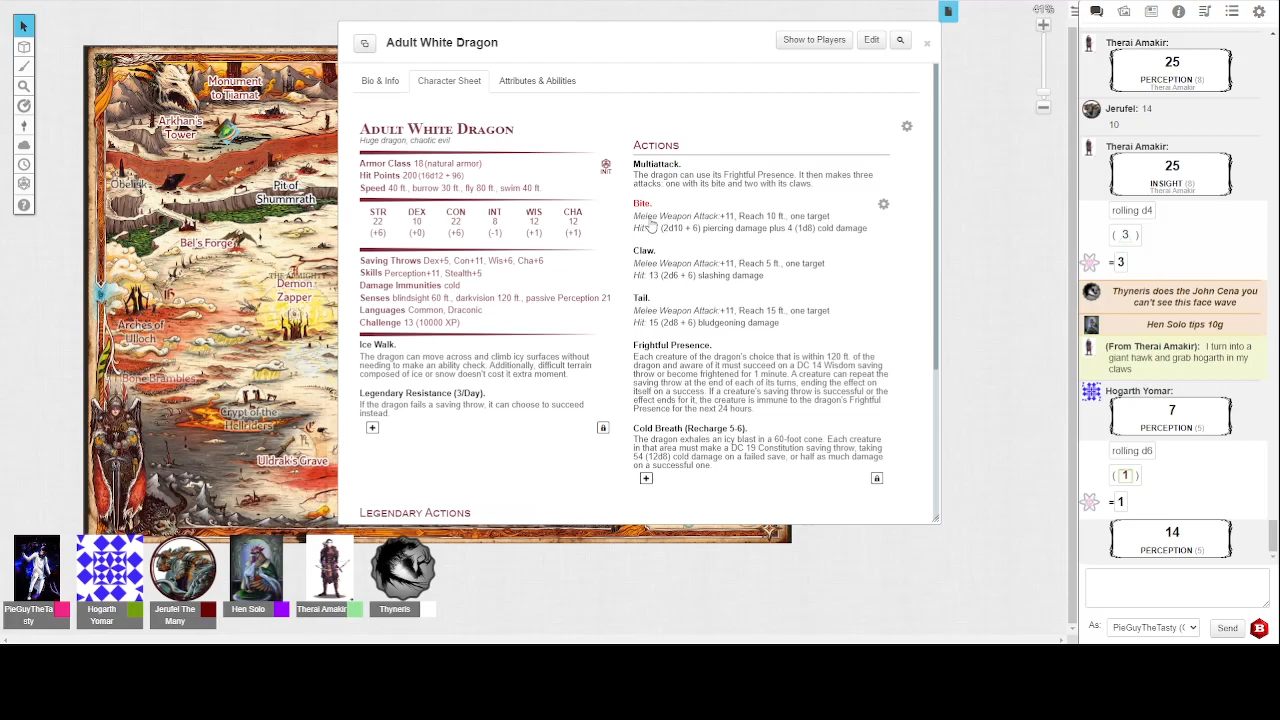 Adult White Dragon
Show to Players
Edit
Bio & Info
Character Sheet
Attributes & Abilities
ADULT WHITE DRAGON
Huge dragon, chaotic evil
Armor Class 18 (natural armor)
Hit Points 200 (16d12 + 96)
Speed 40 ft., burrow 30 ft., fly 80 ft., swim 40 ft.
INIT
STR DEX CON INT WIS CHA
22 10 22 8 12 12
(+6) (+0) (+6) (-1) (+1) (+1)
Saving Throws Dex+5, Con+11, Wis+6, Cha+6
Skills Perception+11, Stealth+5
Damage Immunities cold
Senses blindsight 60 ft., darkvision 120 ft., passive Perception 21
Languages Common, Draconic
Challenge 13 (10000 XP)
Ice Walk.
The dragon can move across and climb icy surfaces without
needing to make an ability check. Additionally, difficult terrain
composed of ice or snow doesn't cost it extra moment.
Legendary Resistance (3/Day).
If the dragon fails a saving throw, it can choose to succeed
instead.
ACTIONS
Multiattack.
The dragon can use its Frightful Presence. It then makes three
attacks: one with its bite and two with its claws.
Bite.
Melee Weapon Attack:+11, Reach 10 ft., one target
Hit: (2d10 + 6) piercing damage plus 4 (1d8) cold damage
Claw.
Melee Weapon Attack:+11, Reach 5 ft., one target
Hit: 13 (2d6 + 6) slashing damage
Tail.
Melee Weapon Attack:+11, Reach 15 ft., one target
Hit: 15 (2d8 + 6) bludgeoning damage
Frightful Presence.
Each creature of the dragon's choice that is within 120 ft. of the
dragon and aware of it must succeed on a DC 14 Wisdom saving
throw or become frightened for 1 minute. A creature can repeat the
saving throw at the end of each of its turns, ending the effect on
itself on a success. If a creature's saving throw is successful or the
effect ends for it, the creature is immune to the dragon's Frightful
Presence for the next 24 hours.
Cold Breath (Recharge 5-6).
The dragon exhales an icy blast in a 60-foot cone. Each creature
in that area must make a DC 19 Constitution saving throw, taking
54 (12d8) cold damage on a failed save, or half as much damage
on a successful one.
LEGENDARY ACTIONS
Monument
to Tiamat
Arkhan's
Tower
Obelisk
Pit of
Shummrath
Bel's Forge
THE ALMIGHTY
Demon
Zapper
Arches of
Ulloch
Bone Brambles
Crypt of the
Hellriders
Uldrak's Grave
41%
PieGuyTheTa
sty
Hogarth
Yomar
Jerufel The
Many
Hen Solo
Therai Amakir
Thyneris
Therai Amakir:
25
PERCEPTION (8)
Therai Amakir
Jerufel: 14
10
Therai Amakir:
25
INSIGHT (8)
Therai Amakir
rolling d4
( 3 )
=3
Thyneris does the John Cena you
can't see this face wave
Hen Solo tips 10g
(From Therai Amakir): I turn into a
giant hawk and grab hogarth in my
claws
Hogarth Yomar:
7
PERCEPTION (5)
rolling d6
( 1 )
=1
14
PERCEPTION (5)
As:
PieGuyTheTasty (
Send